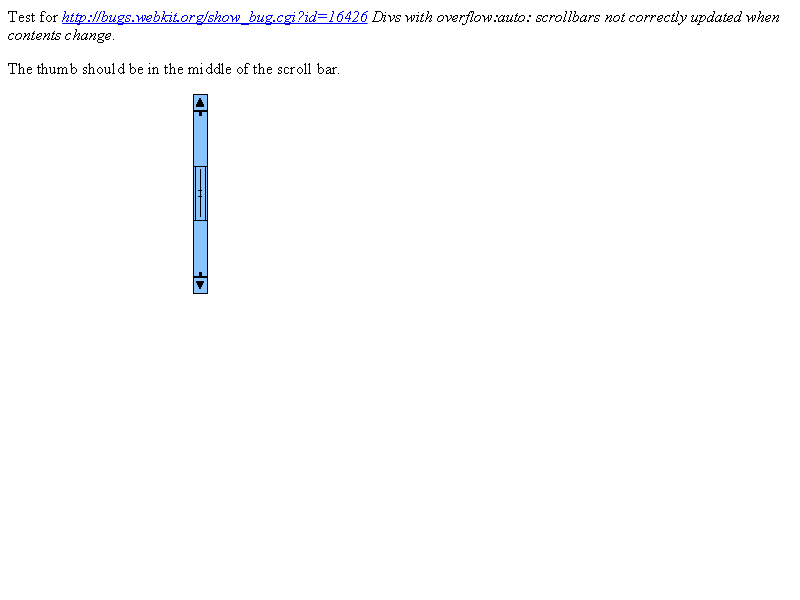 Test for http://bugs.webkit.org/show_bug.cgi?id=16426 Divs with overflow:auto: scrollbars not correctly updated when
contents change.
The thumb should be in the middle of the scroll bar.